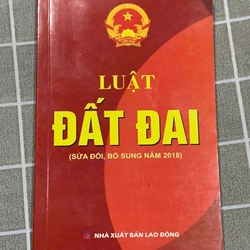 LUẬT
ĐẤT ĐAI
(SỬA ĐỔI, BỔ SUNG NĂM 2018)
NHÀ XUẤT BẢN LAO ĐỘNG